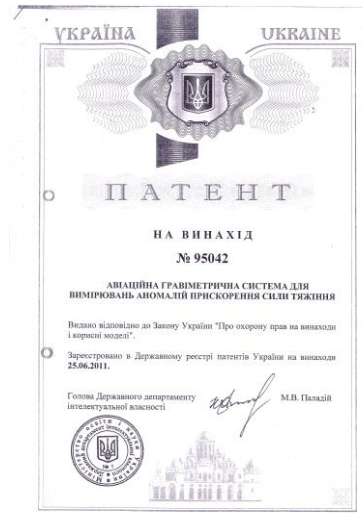 УКРАЇНА
UKRAINE
ПАТЕНТ
НА ВИНАХІД
№ 95042
АВІАЦІЙНА ГРАВІМЕТРИЧНА СИСТЕМА ДЛЯ
ВИМІРЮВАНЬ АНОМАЛІЙ ПРИСКОРЕННЯ СИЛИ ТЯЖІННЯ
Видано відповідно до Закону України "Про охорону прав на винаходи
і корисні моделі".
Зареєстровано в Державному реєстрі патентів України на винаходи
25.06.2011.
Голова Державного департаменту
інтелектуальної власності
М.В. Паладій